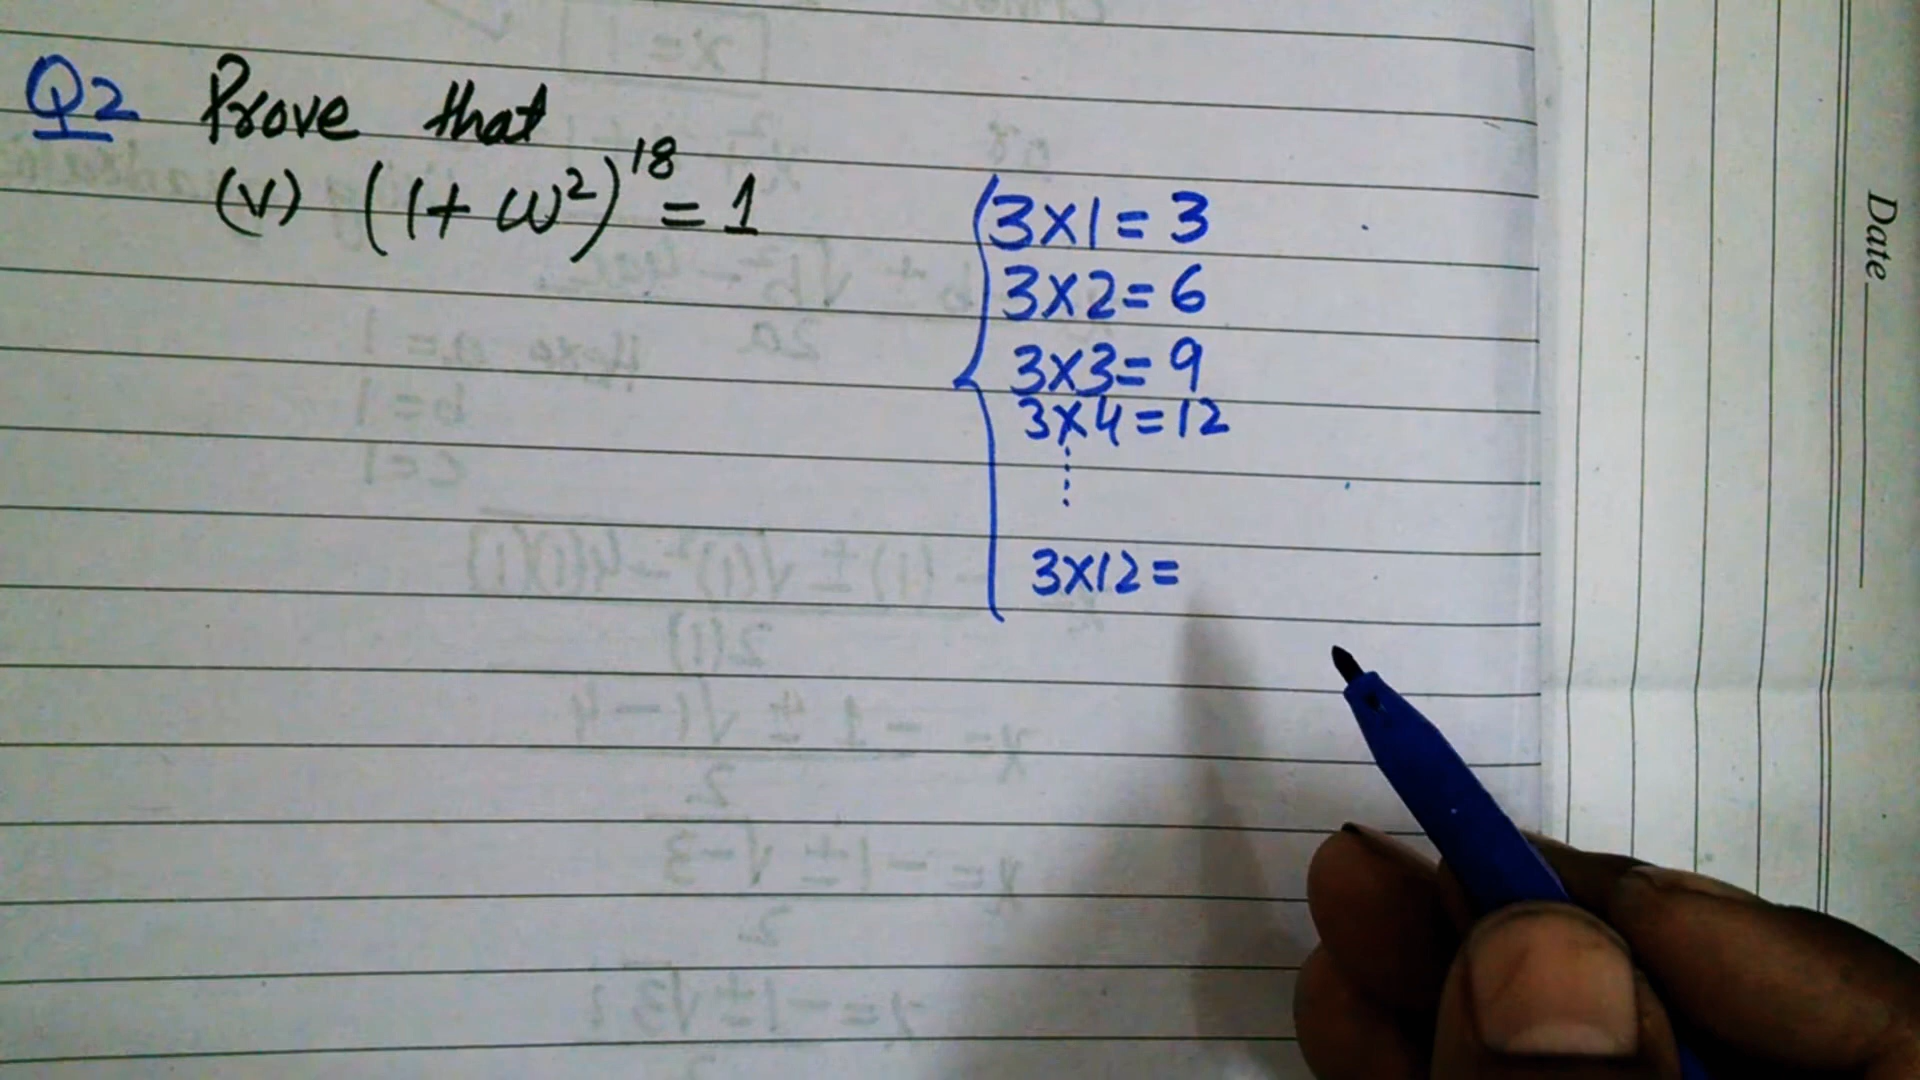 Q2 Prove that
(v) (1+ω²)¹⁸ = 1
3×1=3
3×2=6
3×3=9
3×4=12
3×12=
Date